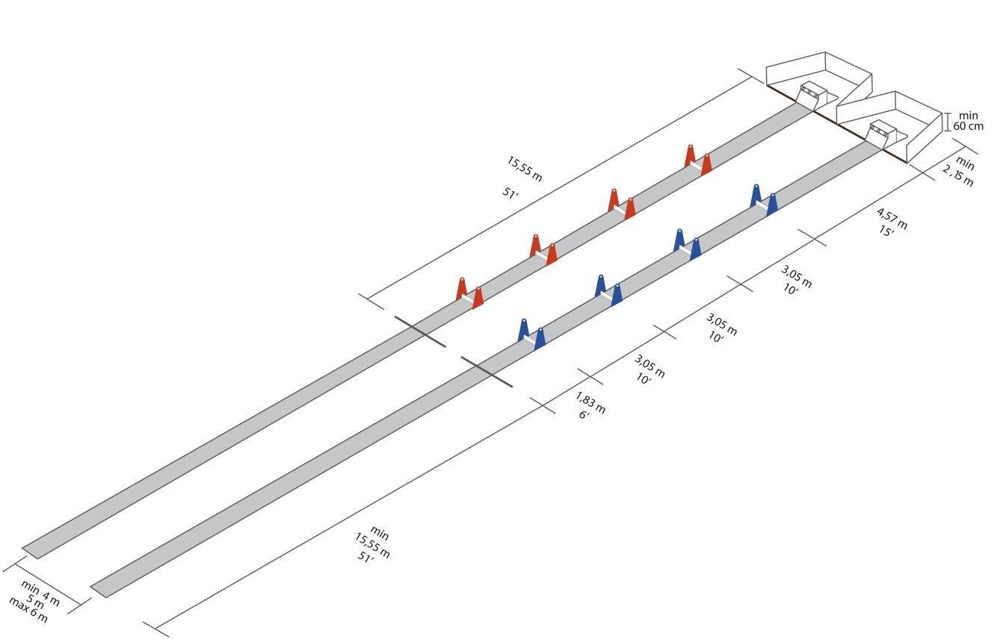 min
60 cm
min
2,15 m
15,55 m
51′
4,57 m
15′
3,05 m
10′
3,05 m
10′
3,05 m
10′
1,83 m
6′
min
15,55 m
51′
min 4 m
5 m
max 6 m